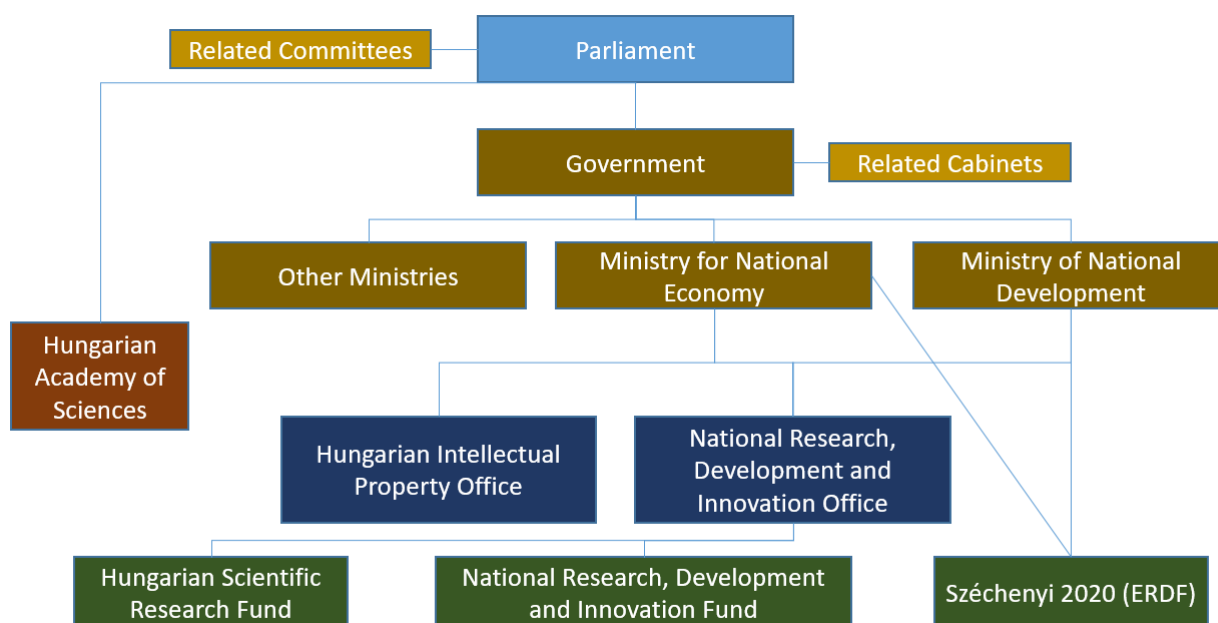 Related Committees
Parliament
Government
Related Cabinets
Other Ministries
Ministry for National
Economy
Ministry of National
Development
Hungarian
Academy of
Sciences
Hungarian Intellectual
Property Office
National Research,
Development and
Innovation Office
Hungarian Scientific
Research Fund
National Research, Development
and Innovation Fund
Széchenyi 2020 (ERDF)